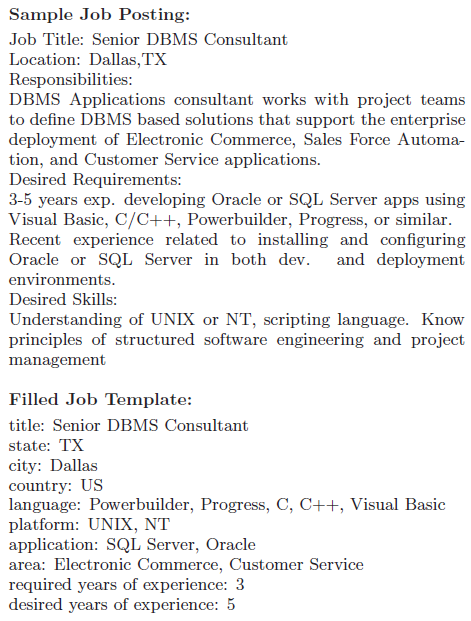 Sample Job Posting:
Job Title: Senior DBMS Consultant
Location: Dallas,TX
Responsibilities:
DBMS Applications consultant works with project teams
to define DBMS based solutions that support the enterprise
deployment of Electronic Commerce, Sales Force Automa-
tion, and Customer Service applications.
Desired Requirements:
3-5 years exp. developing Oracle or SQL Server apps using
Visual Basic, C/C++, Powerbuilder, Progress, or similar.
Recent experience related to installing and configuring
Oracle or SQL Server in both dev. and deployment
environments.
Desired Skills:
Understanding of UNIX or NT, scripting language. Know
principles of structured software engineering and project
management
Filled Job Template:
title: Senior DBMS Consultant
state: TX
city: Dallas
country: US
language: Powerbuilder, Progress, C, C++, Visual Basic
platform: UNIX, NT
application: SQL Server, Oracle
area: Electronic Commerce, Customer Service
required years of experience: 3
desired years of experience: 5